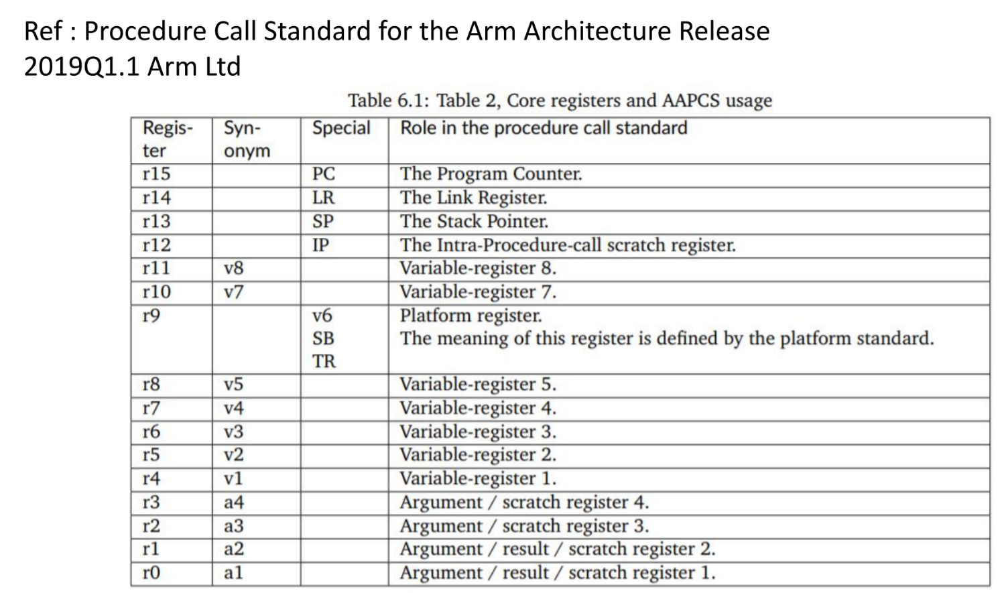 Ref : Procedure Call Standard for the Arm Architecture Release
2019Q1.1 Arm Ltd
Table 6.1: Table 2, Core registers and AAPCS usage
Regis- Syn- Special Role in the procedure call standard
ter onym
r15 PC The Program Counter.
r14 LR The Link Register.
r13 SP The Stack Pointer.
r12 IP The Intra-Procedure-call scratch register.
r11 v8 Variable-register 8.
r10 v7 Variable-register 7.
r9 v6 Platform register.
SB The meaning of this register is defined by the platform standard.
TR
r8 v5 Variable-register 5.
r7 v4 Variable-register 4.
r6 v3 Variable-register 3.
r5 v2 Variable-register 2.
r4 v1 Variable-register 1.
r3 a4 Argument / scratch register 4.
r2 a3 Argument / scratch register 3.
r1 a2 Argument / result / scratch register 2.
r0 a1 Argument / result / scratch register 1.